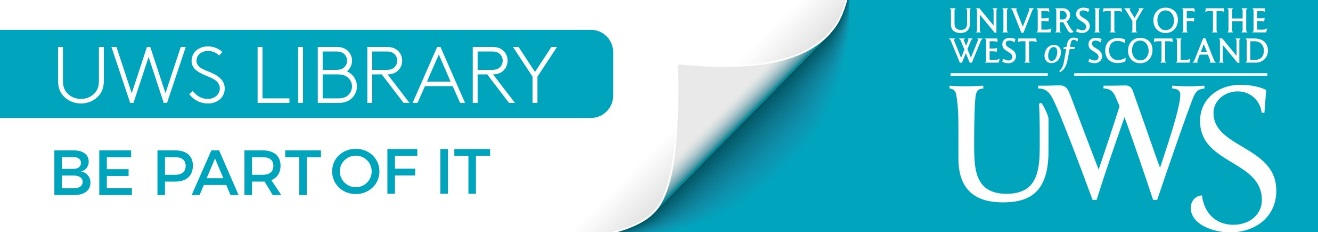 UWS LIBRARY
BE PART OF IT
UNIVERSITY OF THE
WEST of SCOTLAND
UWS